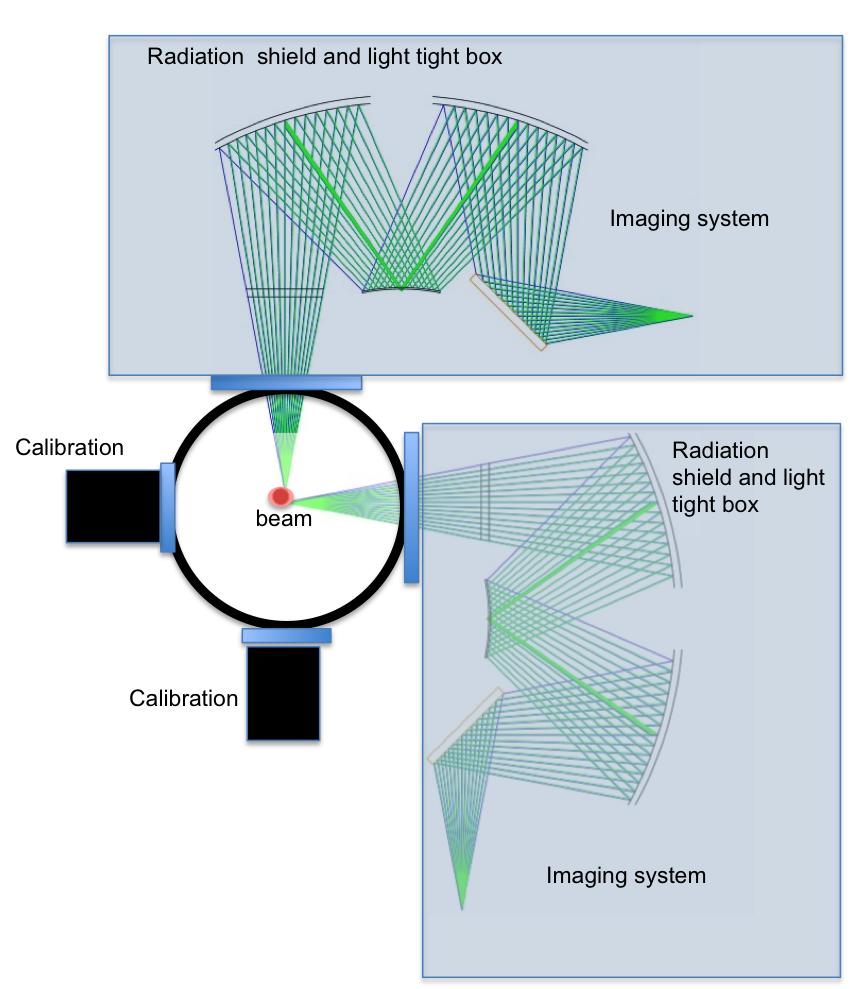 Radiation  shield and light tight box
Imaging system
Calibration
beam
Radiation
shield and light
tight box
Calibration
Imaging system